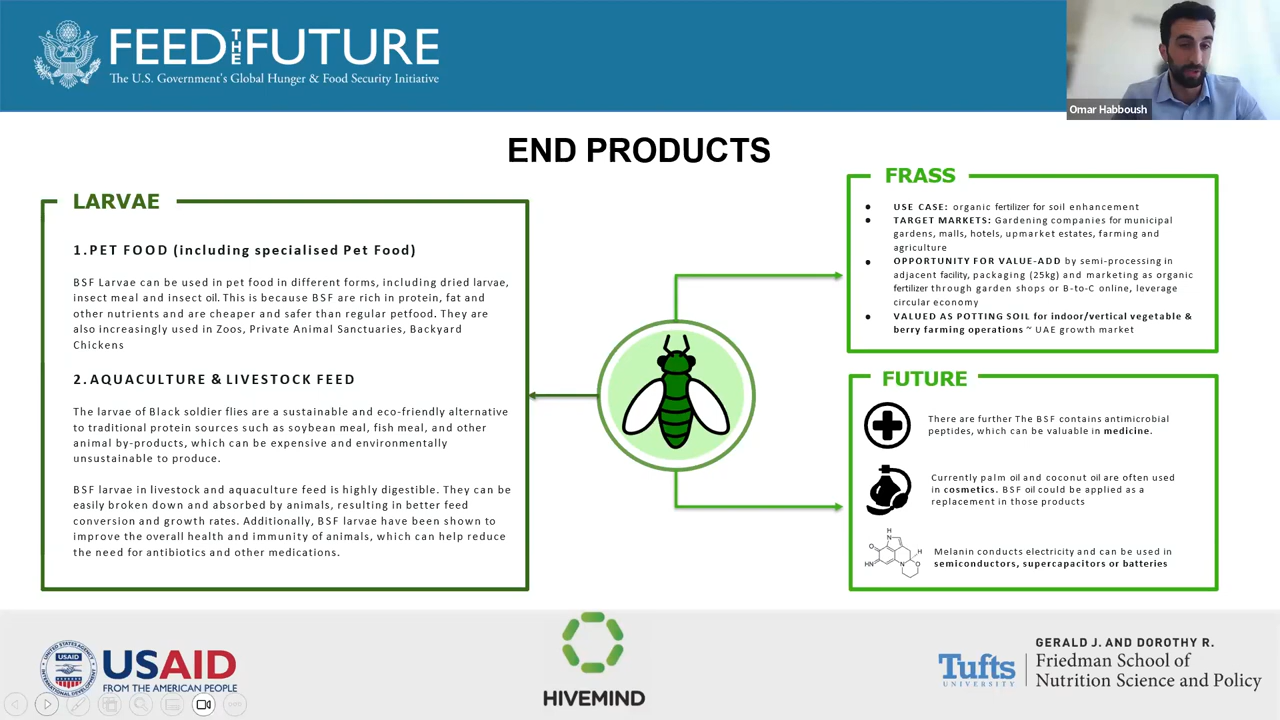 FEED THE FUTURE
The U.S. Government's Global Hunger & Food Security Initiative
Omar Habboush
END PRODUCTS
LARVAE
1.PET FOOD (including specialised Pet Food)
BSF Larvae can be used in pet food in different forms, including dried larvae,
insect meal and insect oil. This is because BSF are rich in protein, fat and
other nutrients and are cheaper and safer than regular petfood. They are
also increasingly used in Zoos, Private Animal Sanctuaries, Backyard
Chickens
2.AQUACULTURE & LIVESTOCK FEED
The larvae of Black soldier flies are a sustainable and eco-friendly alternative
to traditional protein sources such as soybean meal, fish meal, and other
animal by-products, which can be expensive and environmentally
unsustainable to produce.
BSF larvae in livestock and aquaculture feed is highly digestible. They can be
easily broken down and absorbed by animals, resulting in better feed
conversion and growth rates. Additionally, BSF larvae have been shown to
improve the overall health and immunity of animals, which can help reduce
the need for antibiotics and other medications.
FRASS
● USE CASE: organic fertilizer for soil enhancement
● TARGET MARKETS: Gardening companies for municipal
gardens, malls, hotels, upmarket estates, farming and
agriculture
● OPPORTUNITY FOR VALUE-ADD by semi-processing in
adjacent facility, packaging (25kg) and marketing as organic
fertilizer through garden shops or B-to-C online, leverage
circular economy
● VALUED AS POTTING SOIL for indoor/vertical vegetable &
berry farming operations ~ UAE growth market
FUTURE
There are further The BSF contains antimicrobial
peptides, which can be valuable in medicine.
Currently palm oil and coconut oil are often used
in cosmetics. BSF oil could be applied as a
replacement in those products
H
O
H
HN
N
O
Melanin conducts electricity and can be used in
semiconductors, supercapacitors or batteries
USAID
FROM THE AMERICAN PEOPLE
HIVEMIND
Tufts
UNIVERSITY
GERALD J. AND DOROTHY R.
Friedman School of
Nutrition Science and Policy